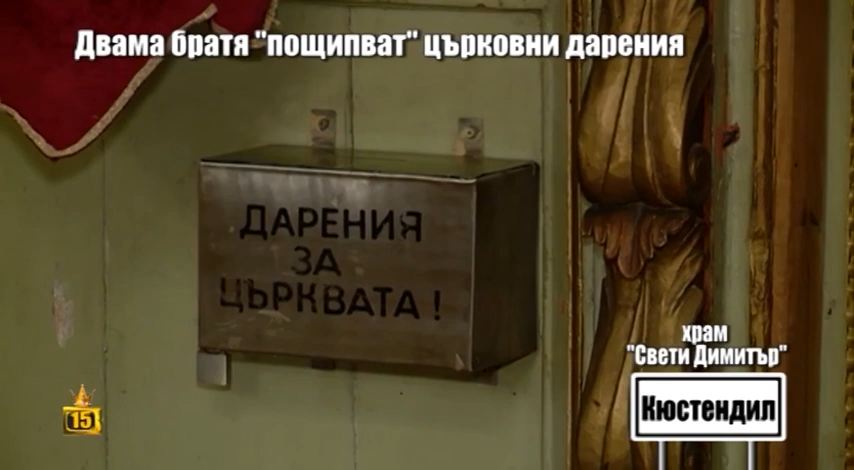 Двама братя "пощипват" църковни дарения
ДАРЕНИЯ
ЗА
ЦЪРКВАТА !
храм
"Свети Димитър"
Кюстендил
15